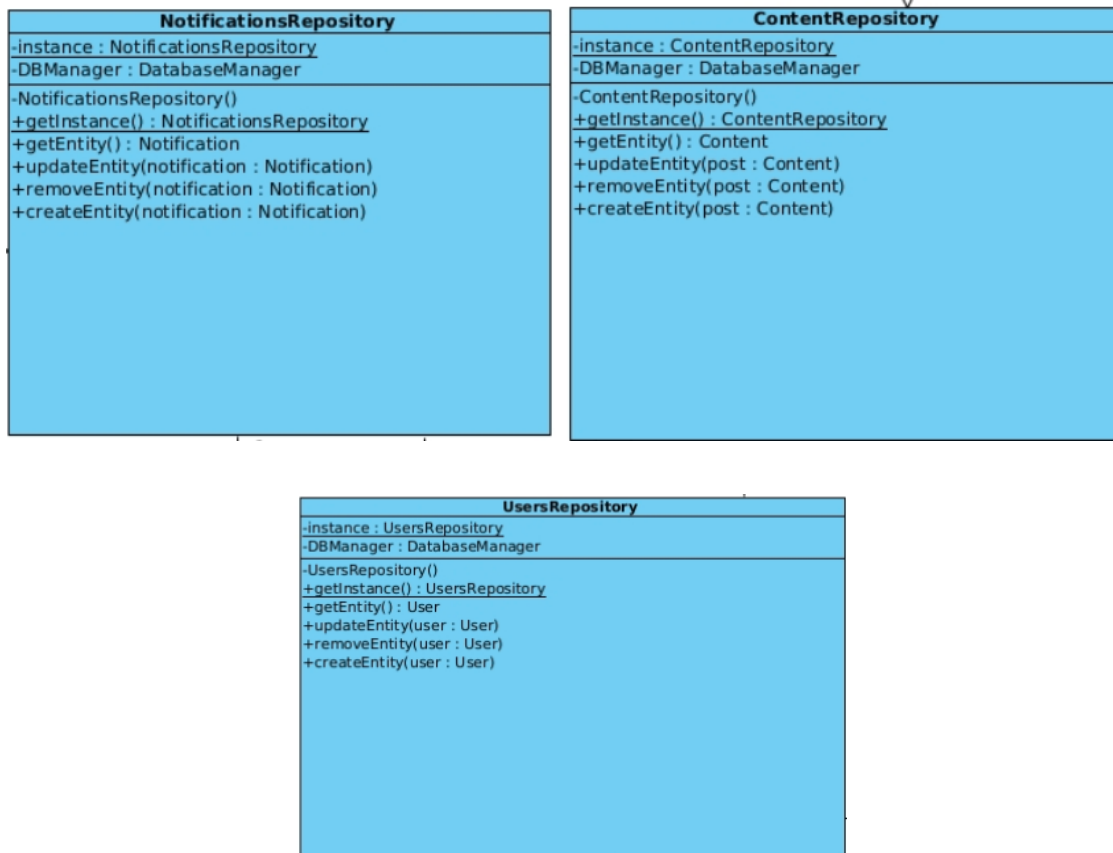 NotificationsRepository
-instance : NotificationsRepository
-DBManager : DatabaseManager
-NotificationsRepository()
+getInstance() : NotificationsRepository
+getEntity() : Notification
+updateEntity(notification : Notification)
+removeEntity(notification : Notification)
+createEntity(notification : Notification)
ContentRepository
-instance : ContentRepository
-DBManager : DatabaseManager
-ContentRepository()
+getInstance() : ContentRepository
+getEntity() : Content
+updateEntity(post : Content)
+removeEntity(post : Content)
+createEntity(post : Content)
UsersRepository
-instance : UsersRepository
-DBManager : DatabaseManager
-UsersRepository()
+getInstance() : UsersRepository
+getEntity() : User
+updateEntity(user : User)
+removeEntity(user : User)
+createEntity(user : User)